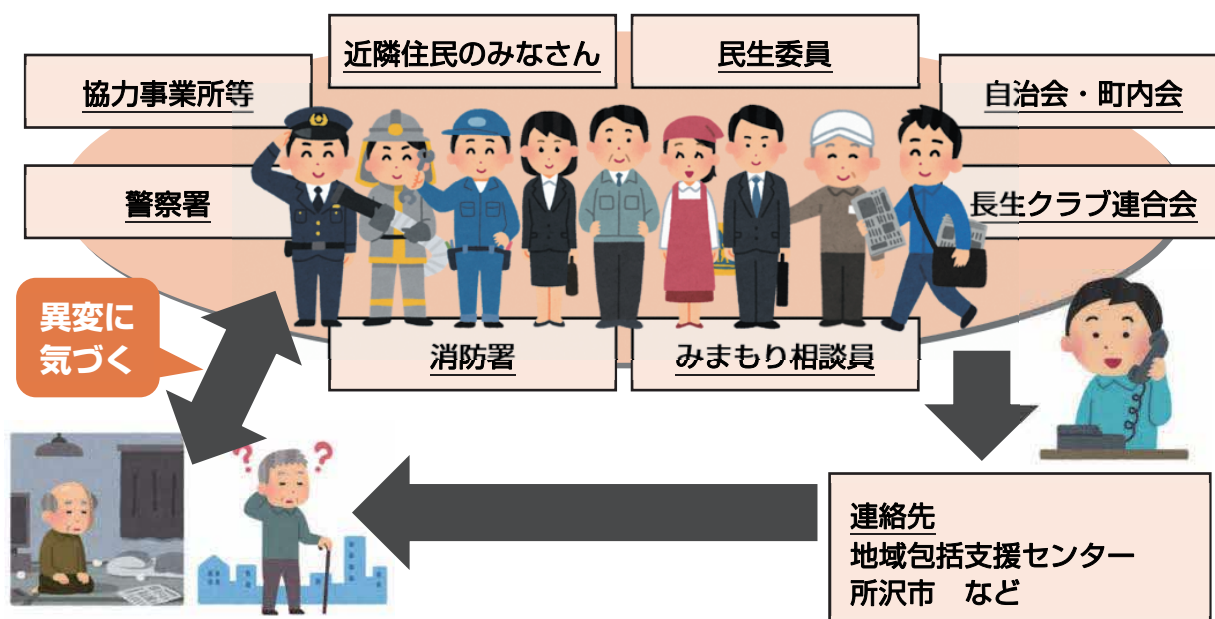 近隣住民のみなさん
民生委員
協力事業所等
自治会・町内会
警察署
長生クラブ連合会
異変に
気づく
消防署
みまもり相談員
? ?
連絡先
地域包括支援センター
所沢市　など